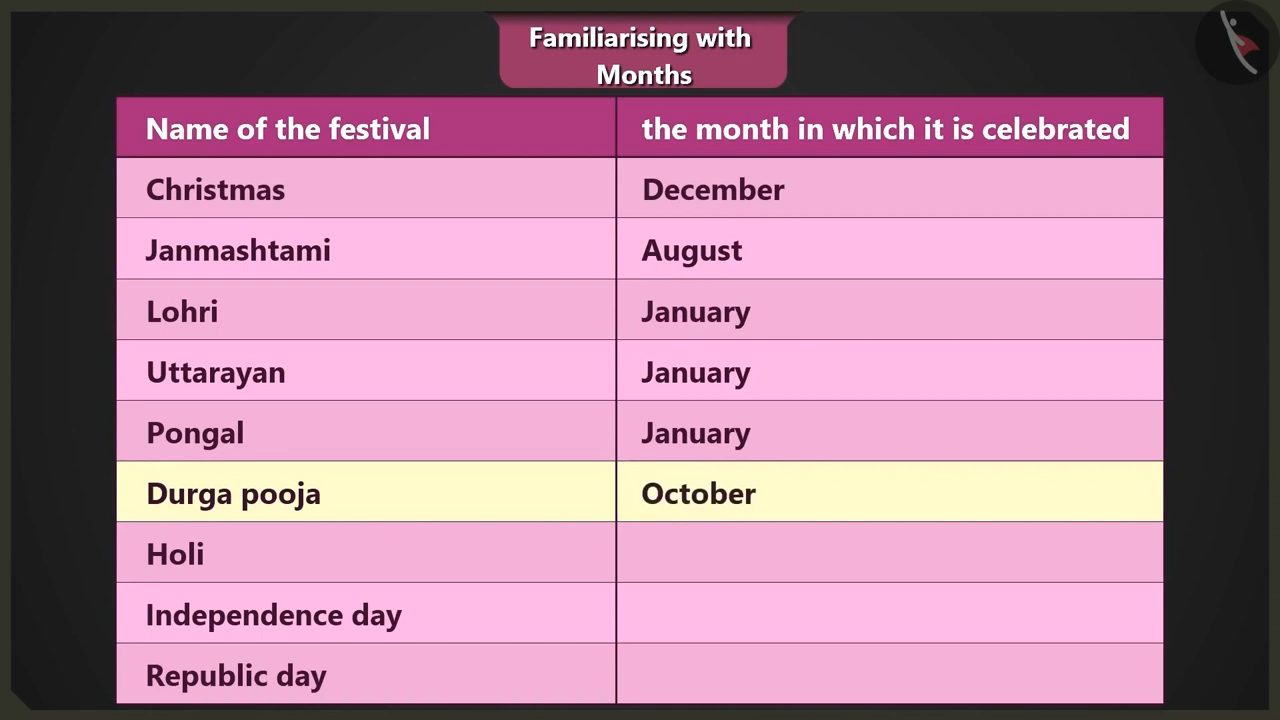 Familiarising with
Months
Name of the festival the month in which it is celebrated
Christmas December
Janmashtami August
Lohri January
Uttarayan January
Pongal January
Durga pooja October
Holi
Independence day
Republic day